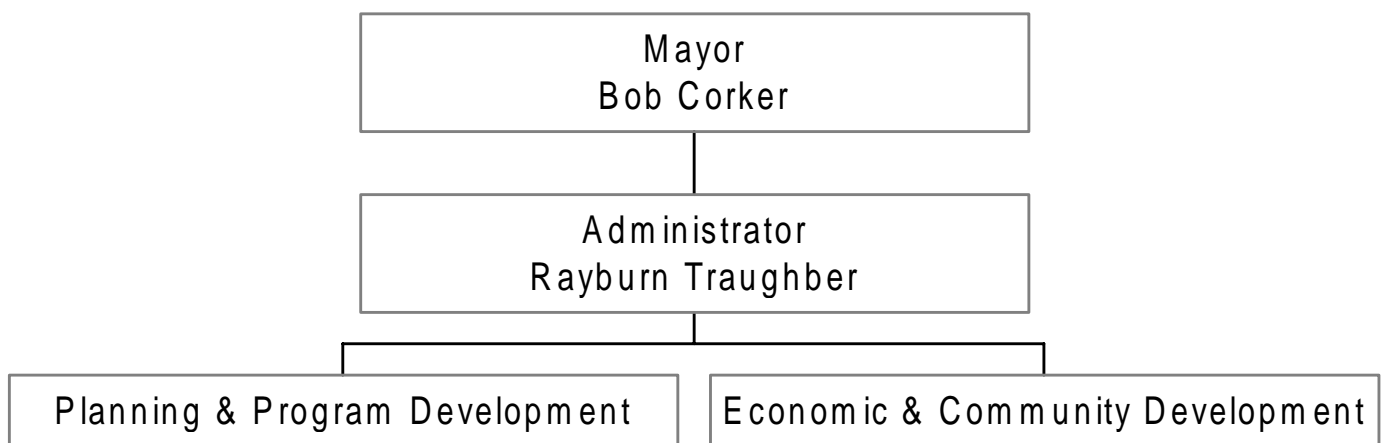 Mayor
Bob Corker
Administrator
Rayburn Traughber
Planning & Program Development
Economic & Community Development